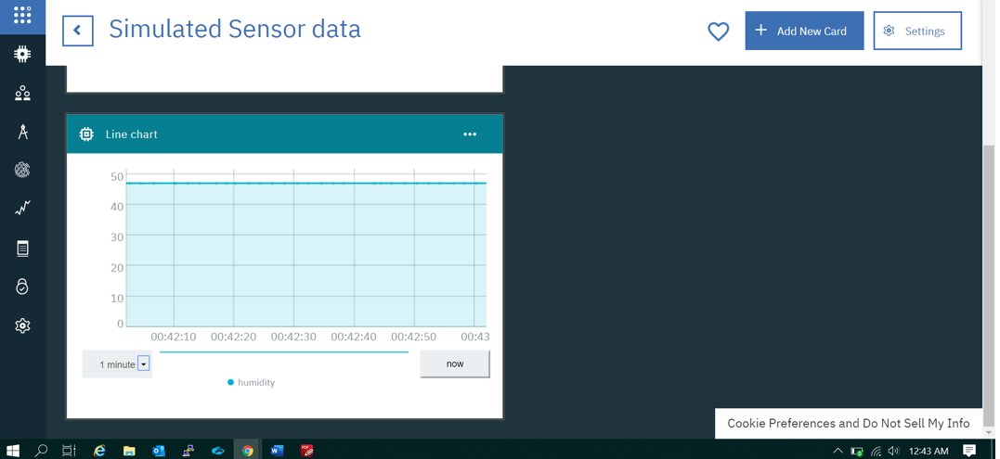 Simulated Sensor data
+ Add New Card
Settings
Line chart
50
40
30
20
10
0
00:42:10 00:42:20 00:42:30 00:42:40 00:42:50 00:43
1 minute
now
humidity
Cookie Preferences and Do Not Sell My Info
12:43 AM